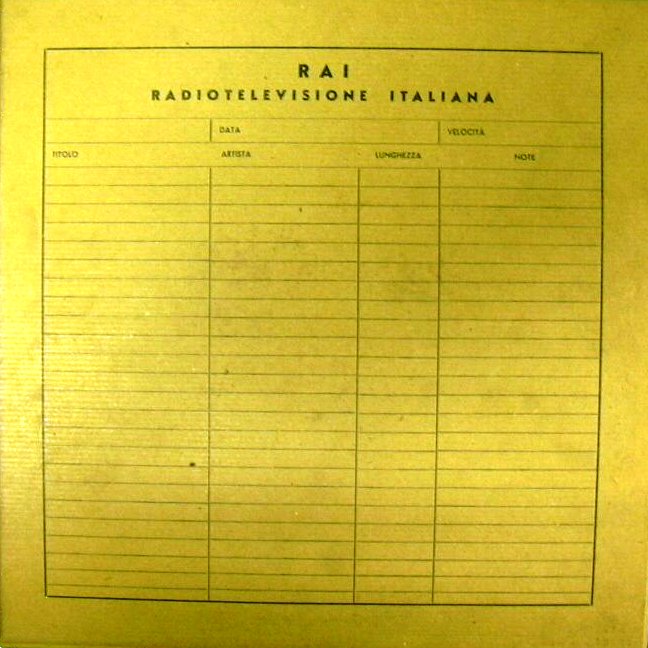 RAI
RADIOTELEVISIONE ITALIANA
DATA VELOCITÀ
TITOLO ARTISTA LUNGHEZZA NOTE